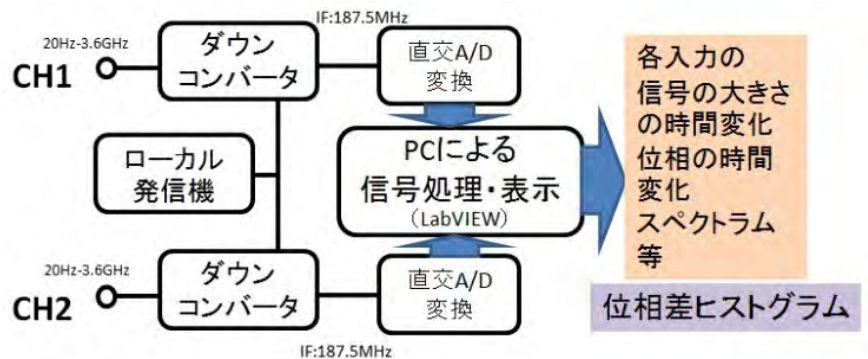 IF:187.5MHz
20Hz-3.6GHz
CH1
ダウン
コンバータ
直交A/D
変換
ローカル
発信機
PCによる
信号処理・表示
(LabVIEW)
各入力の
信号の大きさ
の時間変化
位相の時間
変化
スペクトラム
等
20Hz-3.6GHz
CH2
ダウン
コンバータ
直交A/D
変換
位相差ヒストグラム
IF:187.5MHz